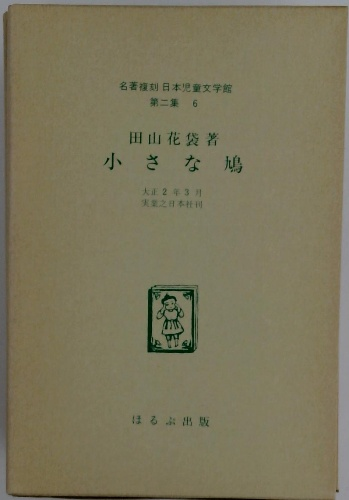 名著複刻 日本児童文学館
第二集 6
田山花袋著
小さな鳩
大正2年3月
実業之日本社刊
ほるぷ出版